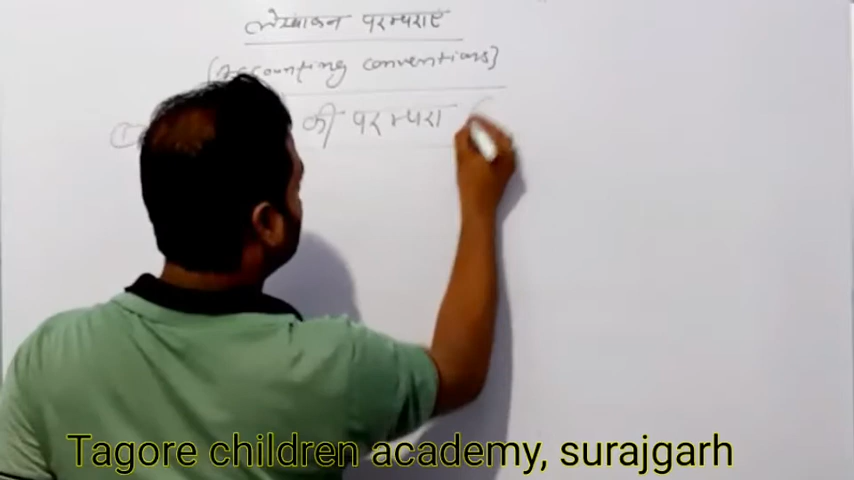 लेखांकन परम्पराएँ
(Accounting conventions)
की परम्परा (
Tagore children academy, surajgarh